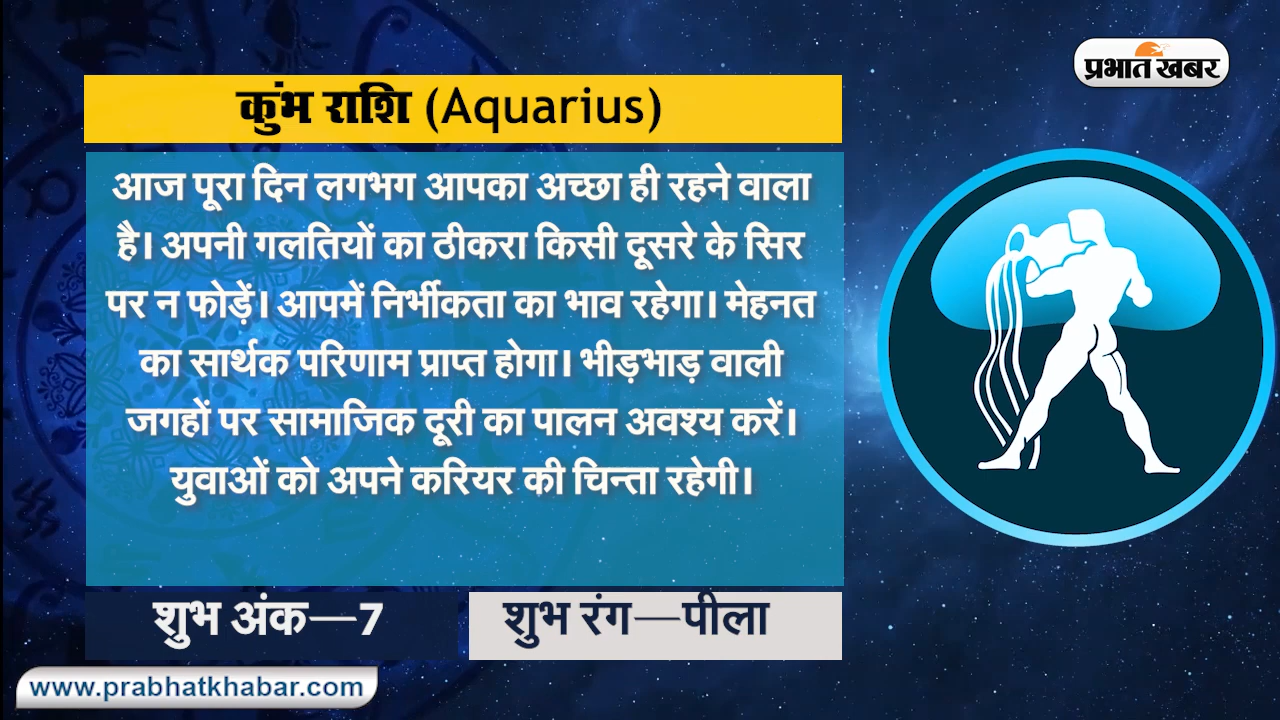 प्रभात खबर
कुंभ राशि (Aquarius)
आज पूरा दिन लगभग आपका अच्छा ही रहने वाला
है। अपनी गलतियों का ठीकरा किसी दूसरे के सिर
पर न फोड़ें। आपमें निर्भीकता का भाव रहेगा। मेहनत
का सार्थक परिणाम प्राप्त होगा। भीड़भाड़ वाली
जगहों पर सामाजिक दूरी का पालन अवश्य करें।
युवाओं को अपने करियर की चिन्ता रहेगी।
शुभ अंक—7
शुभ रंग—पीला
www.prabhatkhabar.com